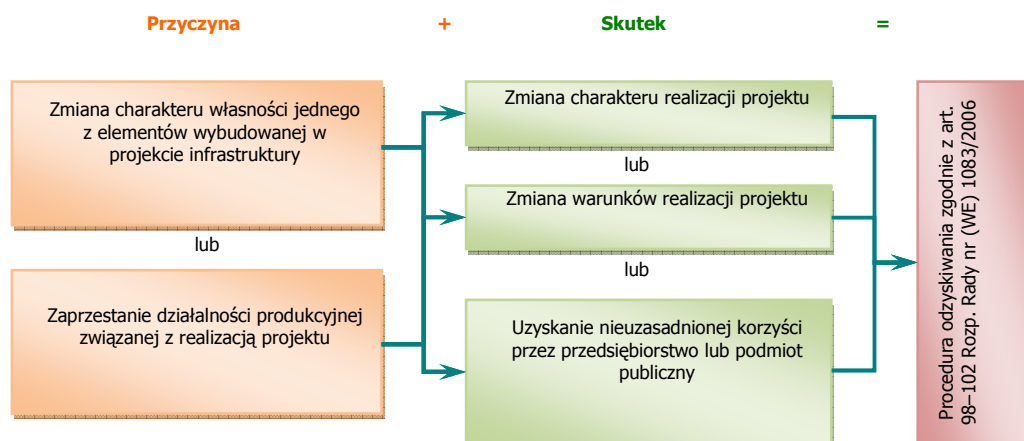 Przyczyna + Skutek =
Zmiana charakteru własności jednego
z elementów wybudowanej w
projekcie infrastruktury
lub
Zaprzestanie działalności produkcyjnej
związanej z realizacją projektu
Zmiana charakteru realizacji projektu
lub
Zmiana warunków realizacji projektu
lub
Uzyskanie nieuzasadnionej korzyści
przez przedsiębiorstwo lub podmiot
publiczny
Procedura odzyskiwania zgodnie z art.
98–102 Rozp. Rady nr (WE) 1083/2006